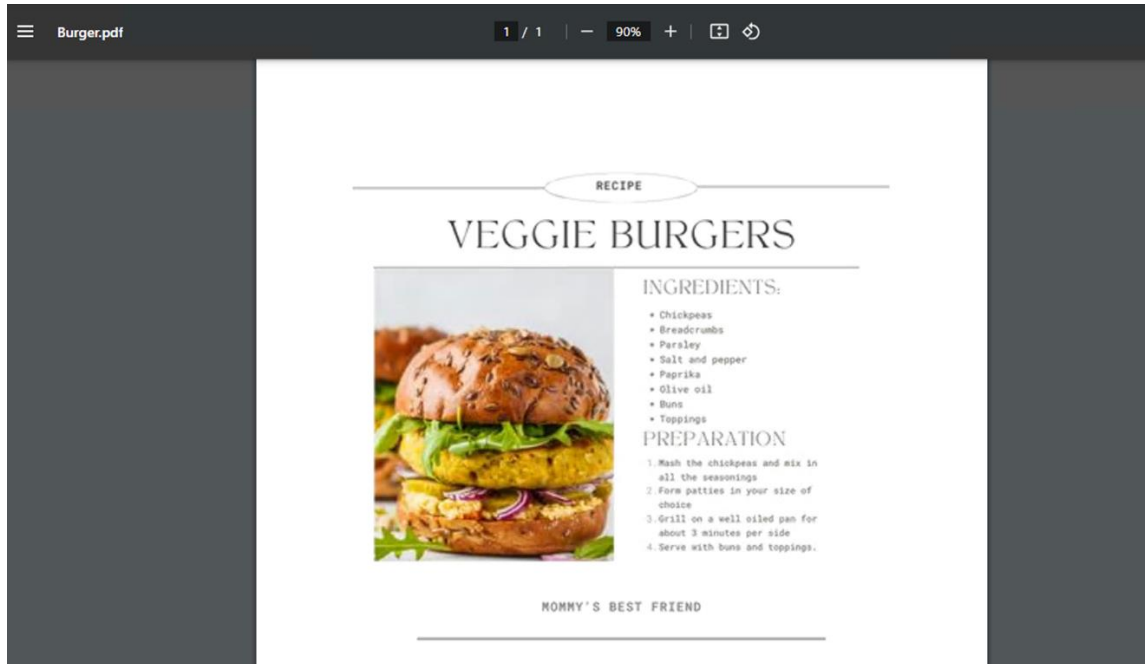 Burger.pdf
1 / 1
90%
RECIPE
VEGGIE BURGERS
INGREDIENTS:
• Chickpeas
• Breadcrumbs
• Parsley
• Salt and pepper
• Paprika
• Olive oil
• Buns
• Toppings
PREPARATION
1. Mash the chickpeas and mix in
all the seasonings
2. Form patties in your size of
choice
3. Grill on a well oiled pan for
about 3 minutes per side
4. Serve with buns and toppings.
MOMMY'S BEST FRIEND